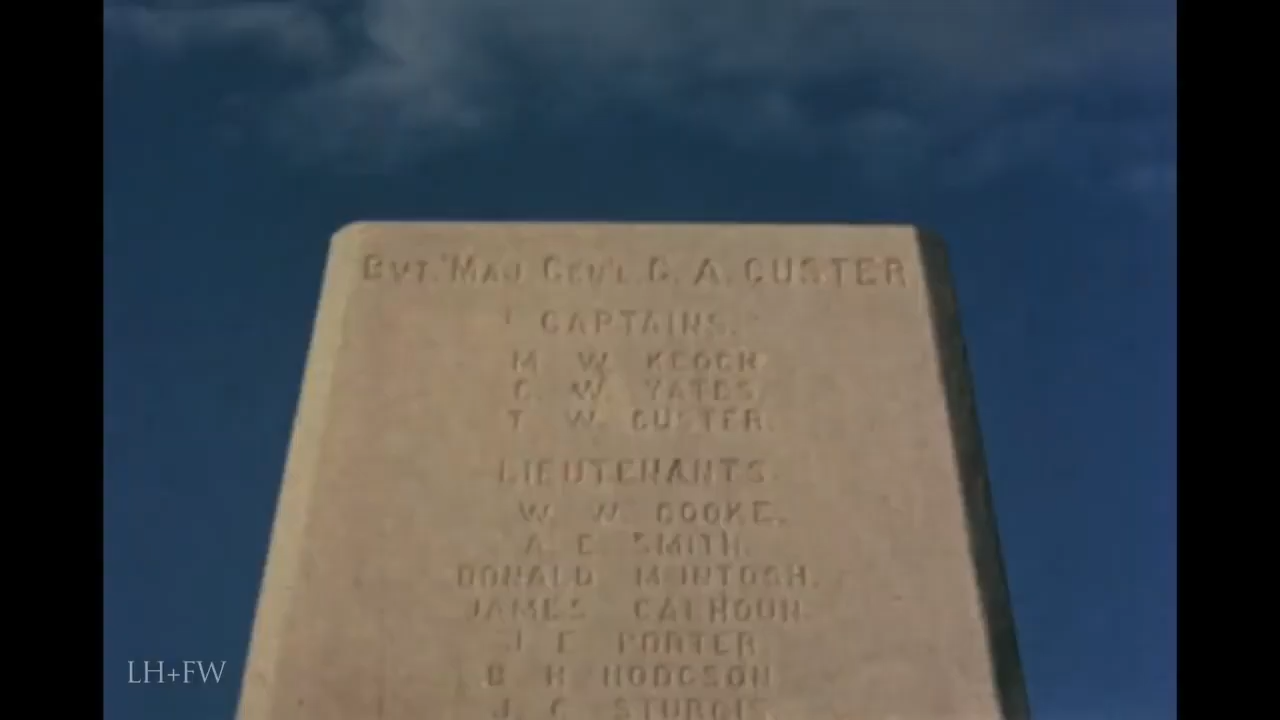 BVT. MAJ. GEN'L. G. A. CUSTER
CAPTAINS.
M. W. KEOGH
G. W. YATES.
T. W. CUSTER.
LIEUTENANTS.
W. W. COOKE.
A. E. SMITH.
DONALD MCINTOSH.
JAMES CALHOUN.
J. E. PORTER.
B. H. HODGSON
J. G. STURGIS.
LH+FW